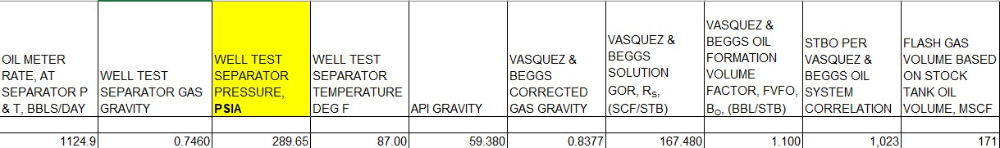 OIL METER
RATE, AT
SEPARATOR P
& T, BBLS/DAY
WELL TEST
SEPARATOR GAS
GRAVITY
WELL TEST
SEPARATOR
PRESSURE,
PSIA
WELL TEST
SEPARATOR
TEMPERATURE
DEG F
API GRAVITY
VASQUEZ &
BEGGS
CORRECTED
GAS GRAVITY
VASQUEZ &
BEGGS
SOLUTION
GOR, RS,
(SCF/STB)
VASQUEZ &
BEGGS OIL
FORMATION
VOLUME
FACTOR, FVFO,
BO, (BBL/STB)
STBO PER
VASQUEZ &
BEGGS OIL
SYSTEM
CORRELATION
FLASH GAS
VOLUME BASED
ON STOCK
TANK OIL
VOLUME, MSCF
1124.9 0.7460 289.65 87.00 59.380 0.8377 167.480 1.100 1,023 171